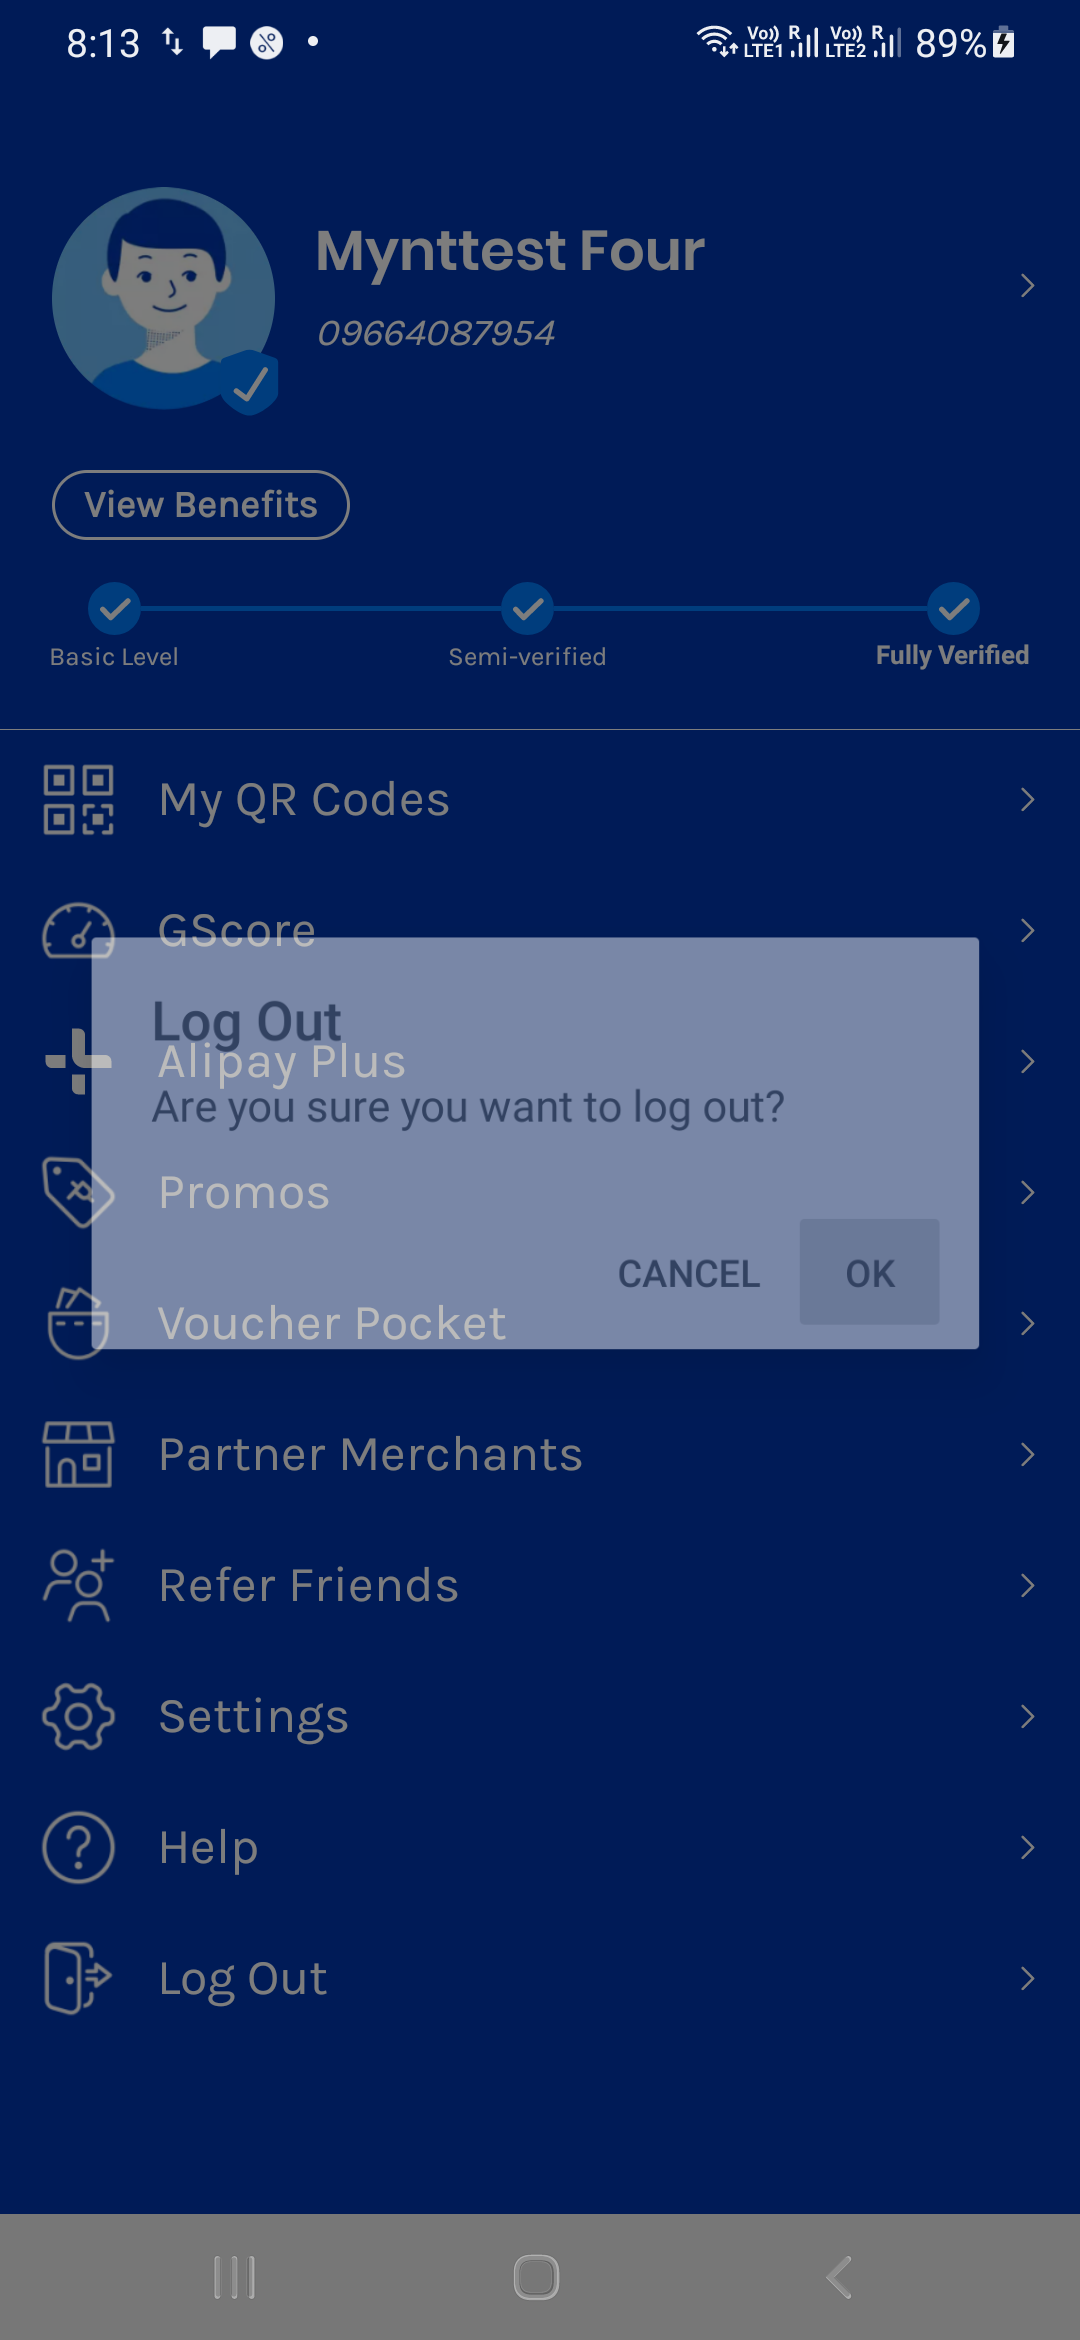 8:13
Vo)) R Vo)) R 89%
LTE1 LTE2
Mynttest Four
09664087954
View Benefits
Basic Level Semi-verified Fully Verified
My QR Codes
GScore
Log Out
Alipay Plus
Are you sure you want to log out?
Promos
CANCEL OK
Voucher Pocket
Partner Merchants
Refer Friends
Settings
Help
Log Out